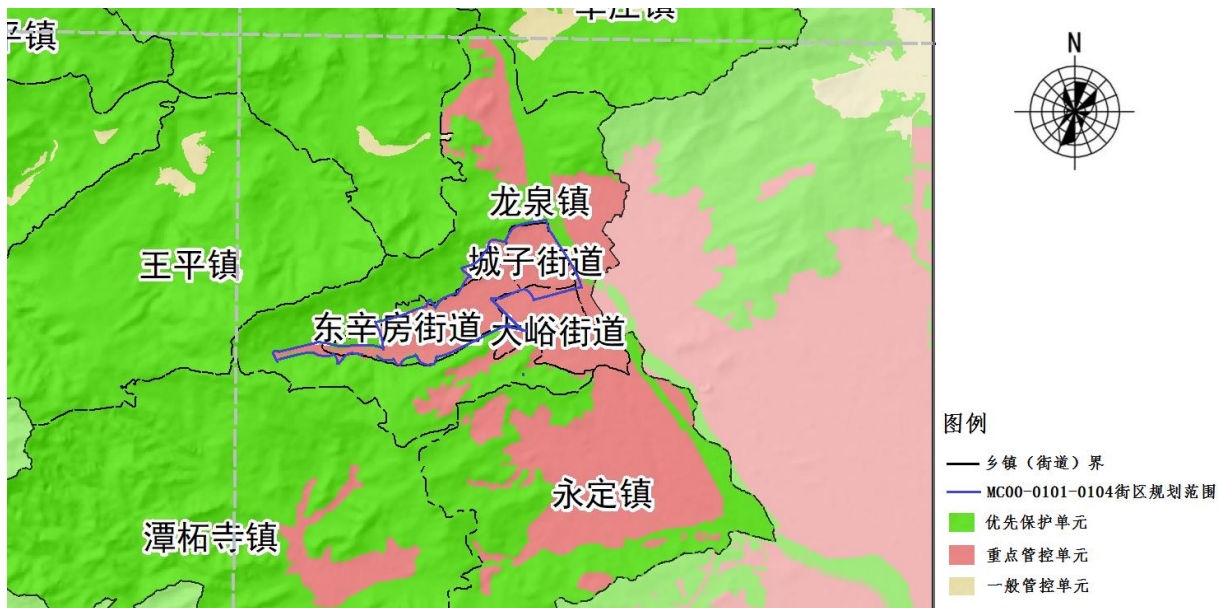 平镇
军庄镇
N
龙泉镇
王平镇
城子街道
东辛房街道
大峪街道
永定镇
潭柘寺镇
图例
乡镇（街道）界
MC00-0101-0104街区规划范围
优先保护单元
重点管控单元
一般管控单元